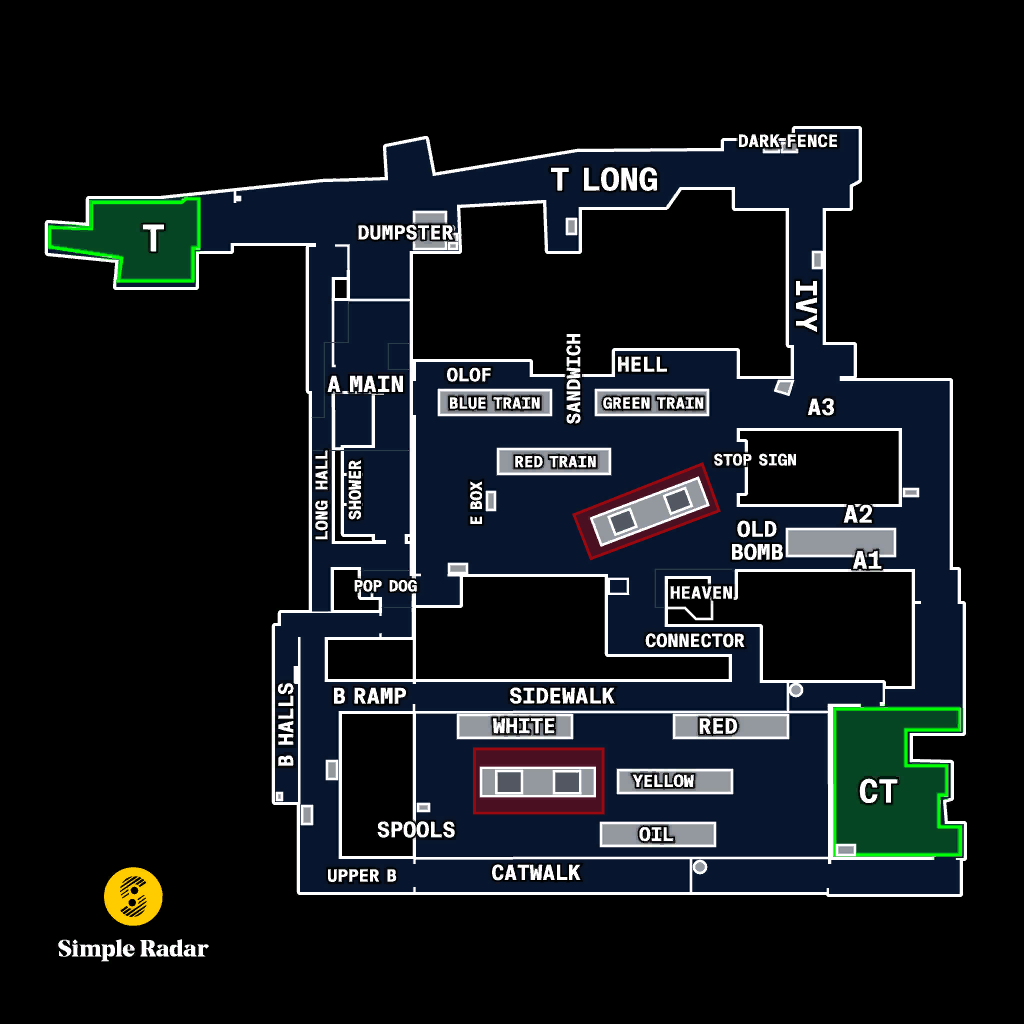 DARK FENCE
T LONG
T
DUMPSTER
IVY
SANDWICH
HELL
OLOF
A MAIN
BLUE TRAIN
GREEN TRAIN
A3
RED TRAIN
STOP SIGN
LONG HALL
SHOWER
E BOX
A2
OLD
BOMB
A1
POP DOG
HEAVEN
CONNECTOR
B HALLS
B RAMP
SIDEWALK
WHITE
RED
YELLOW
CT
SPOOLS
OIL
UPPER B
CATWALK
Simple Radar